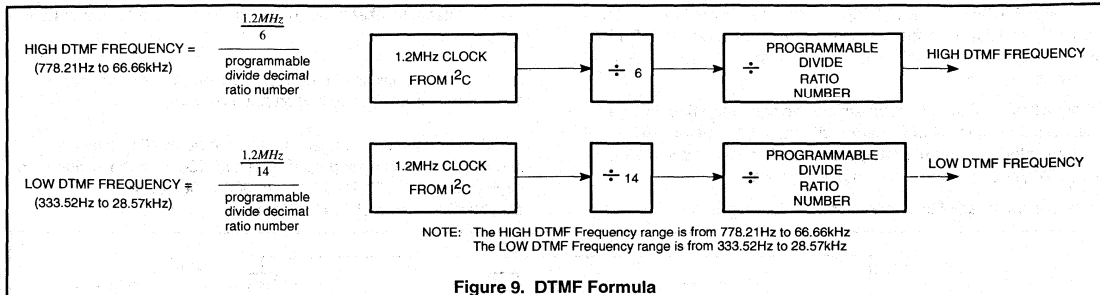 HIGH DTMF FREQUENCY =
(778.21Hz to 66.66kHz)
1.2MHz
6
programmable
divide decimal
ratio number
1.2MHz CLOCK
FROM I²C
÷ 6
÷
PROGRAMMABLE
DIVIDE
RATIO
NUMBER
HIGH DTMF FREQUENCY
LOW DTMF FREQUENCY =
(333.52Hz to 28.57kHz)
1.2MHz
14
programmable
divide decimal
ratio number
1.2MHz CLOCK
FROM I²C
÷ 14
÷
PROGRAMMABLE
DIVIDE
RATIO
NUMBER
LOW DTMF FREQUENCY
NOTE: The HIGH DTMF Frequency range is from 778.21Hz to 66.66kHz
The LOW DTMF Frequency range is from 333.52Hz to 28.57kHz
Figure 9. DTMF Formula